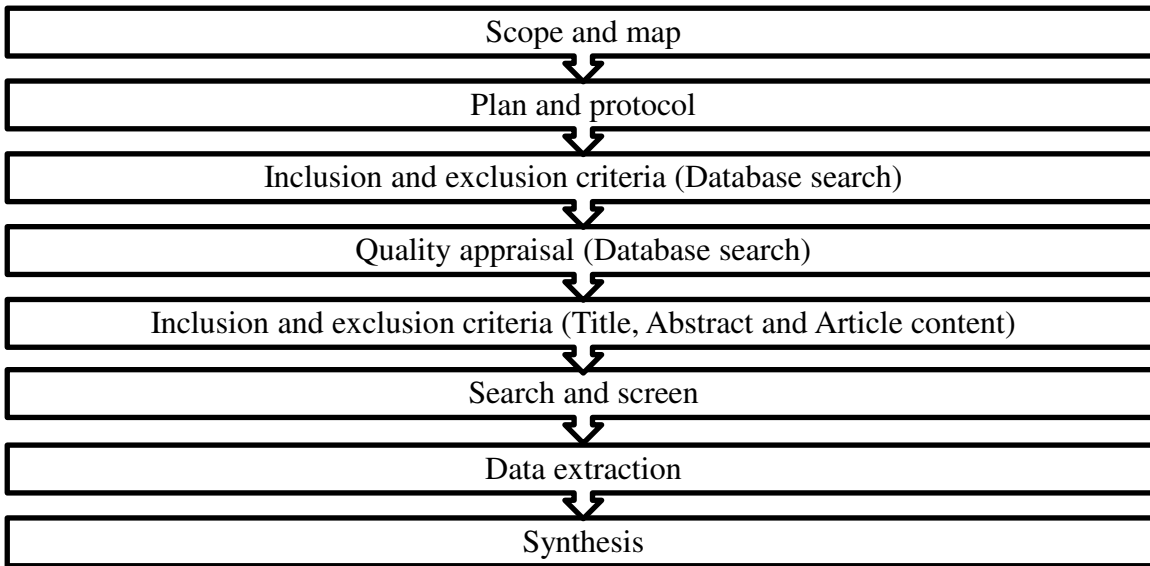 Scope and map
Plan and protocol
Inclusion and exclusion criteria (Database search)
Quality appraisal (Database search)
Inclusion and exclusion criteria (Title, Abstract and Article content)
Search and screen
Data extraction
Synthesis